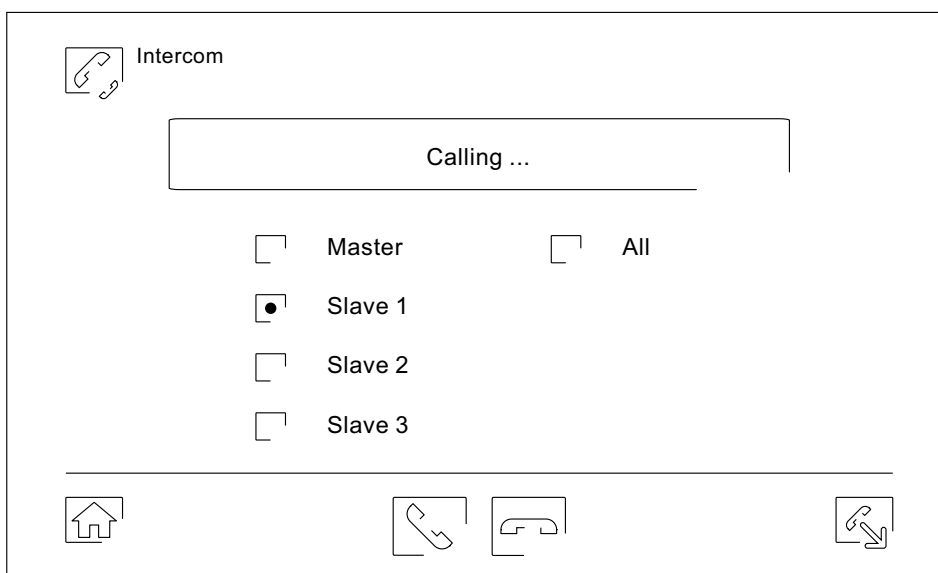 Intercom
Calling ...
Master
All
Slave 1
Slave 2
Slave 3